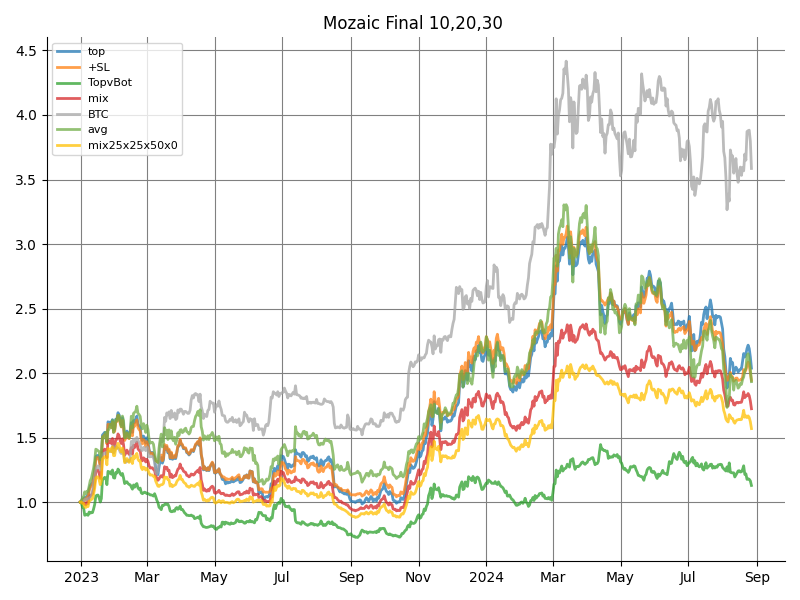 Mozaic Final 10,20,30
top
+SL
TopvBot
mix
BTC
avg
mix25x25x50x0
4.5
4.0
3.5
3.0
2.5
2.0
1.5
1.0
2023 Mar May Jul Sep Nov 2024 Mar May Jul Sep